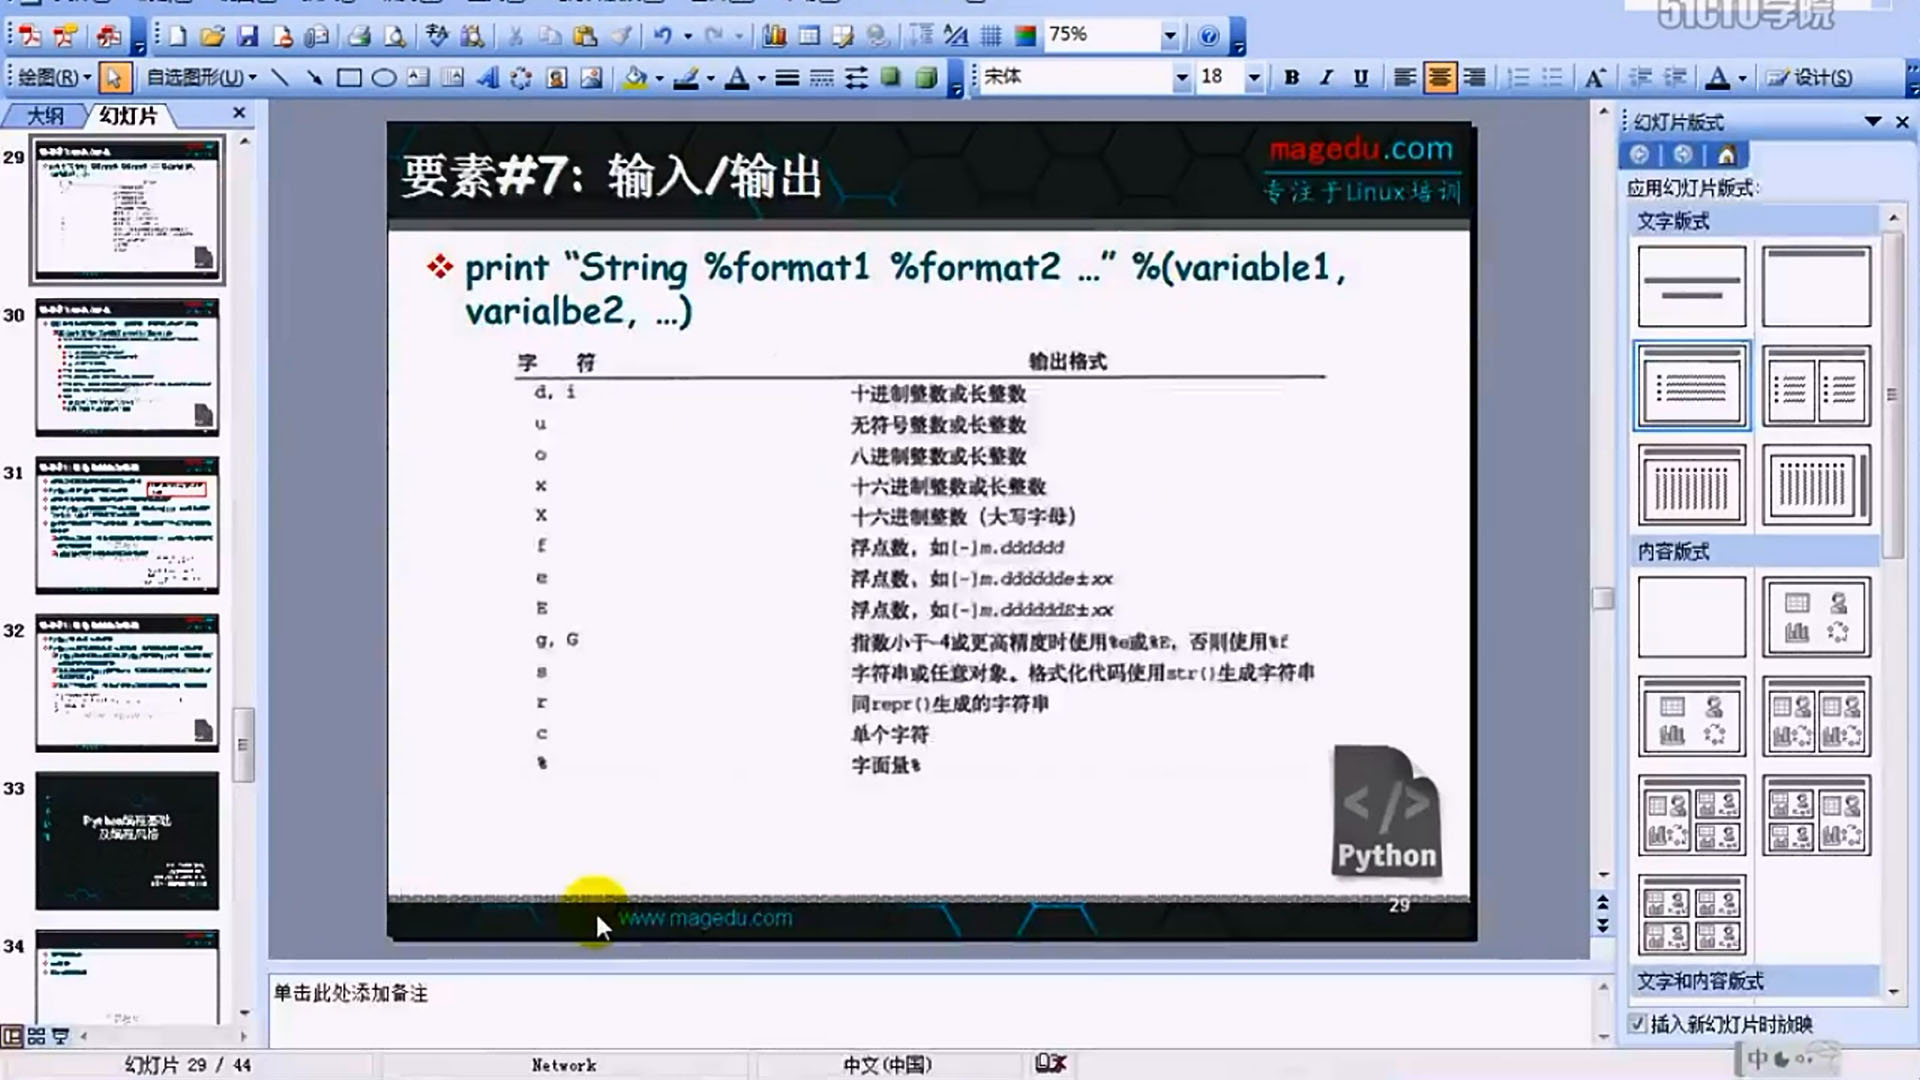 51CTO学院
75%
绘图(R)
自选图形(U)
宋体
18
B I U
设计(S)
大纲
幻灯片
29
30
31
32
33
34
Python编程基础
及编程风格
要素#7: 输入/输出
magedu.com
专注于Linux培训
print “String %format1 %format2 …” %(variable1,
varialbe2, …)
字 符 输出格式
d, i 十进制整数或长整数
u 无符号整数或长整数
o 八进制整数或长整数
x 十六进制整数或长整数
X 十六进制整数（大写字母）
f 浮点数，如[-]m.dddddd
e 浮点数，如[-]m.dddddde±xx
E 浮点数，如[-]m.ddddddE±xx
g, G 指数小于-4或更高精度时使用%e或%E，否则使用%f
s 字符串或任意对象。格式化代码使用str()生成字符串
r 同repr()生成的字符串
c 单个字符
% 字面量%
</>
Python
www.magedu.com
29
单击此处添加备注
幻灯片版式
应用幻灯片版式:
文字版式
内容版式
文字和内容版式
插入新幻灯片时放映
幻灯片 29 / 44
Network
中文(中国)
中